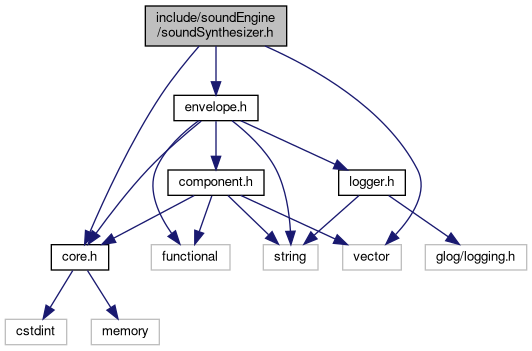 include/soundEngine
/soundSynthesizer.h
envelope.h
component.h
logger.h
core.h
functional
string
vector
glog/logging.h
cstdint
memory